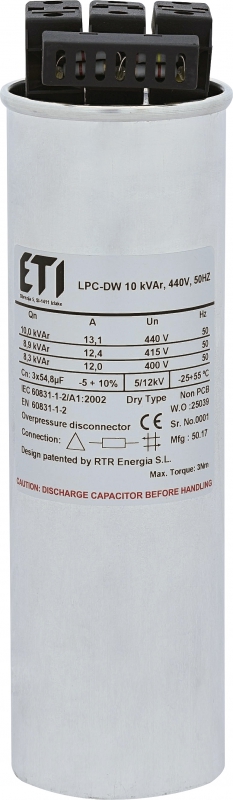 ETI
Energija
LPC-DW 10 kVAr, 440V, 50HZ
Qn A Un Hz
10,0 kVAr 13,1 440 V 50
8,9 kVAr 12,4 415 V 50
8,3 kVAr 12,0 400 V 50
Cn: 3x54,8µF -5 + 10% 5/12kV -25+55 °C
IEC 60831-1-2/A1:2002 Dry Type Non PCB
EN 60831-1-2 W.O :25039
Overpressure disconnector CE Sr. No.0001
Connection: Mfg : 50.17
Design patented by RTR Energia S.L.
Max. Torque: 3Nm
CAUTION: DISCHARGE CAPACITOR BEFORE HANDLING